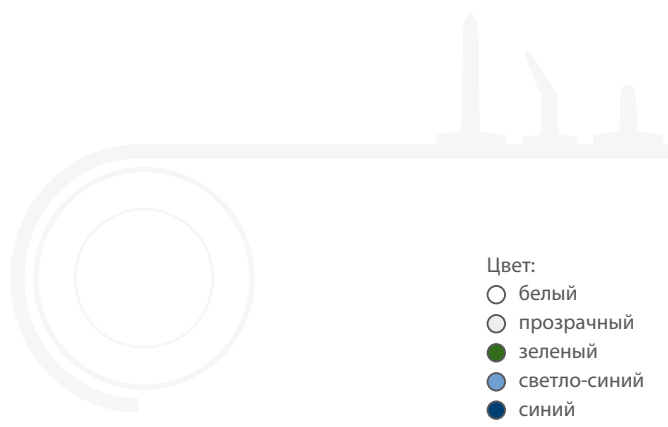 Цвет:
белый
прозрачный
зеленый
светло-синий
синий